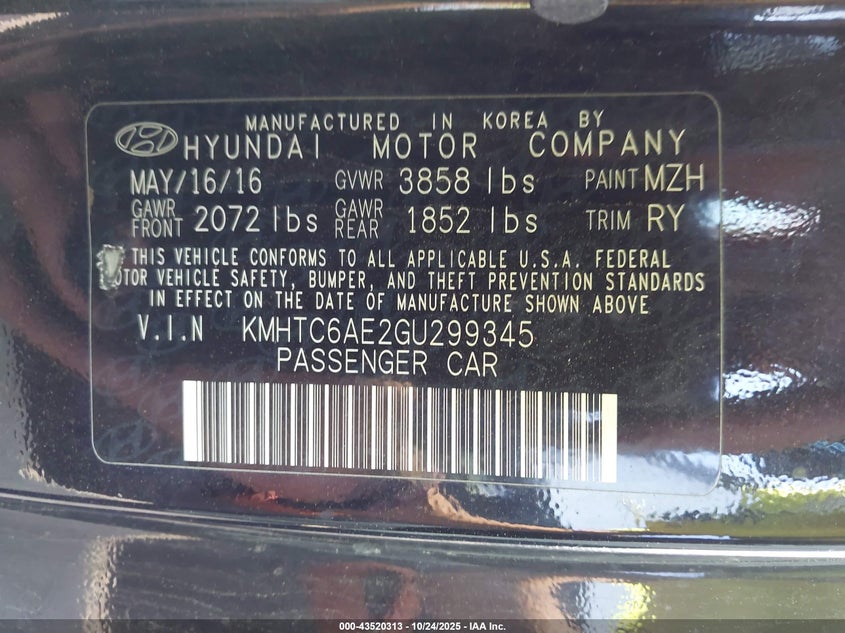 MANUFACTURED IN KOREA BY
HYUNDAI MOTOR COMPANY
MAY/16/16 GVWR 3858 lbs PAINT MZH
GAWR FRONT 2072 lbs GAWR REAR 1852 lbs TRIM RY
THIS VEHICLE CONFORMS TO ALL APPLICABLE U.S.A. FEDERAL
VEHICLE SAFETY, BUMPER, AND THEFT PREVENTION STANDARDS
IN EFFECT ON THE DATE OF MANUFACTURE SHOWN ABOVE
V.I.N KMHTC6AE2GU299345
PASSENGER CAR
000-43520313 - 10/24/2025 - IAA Inc.